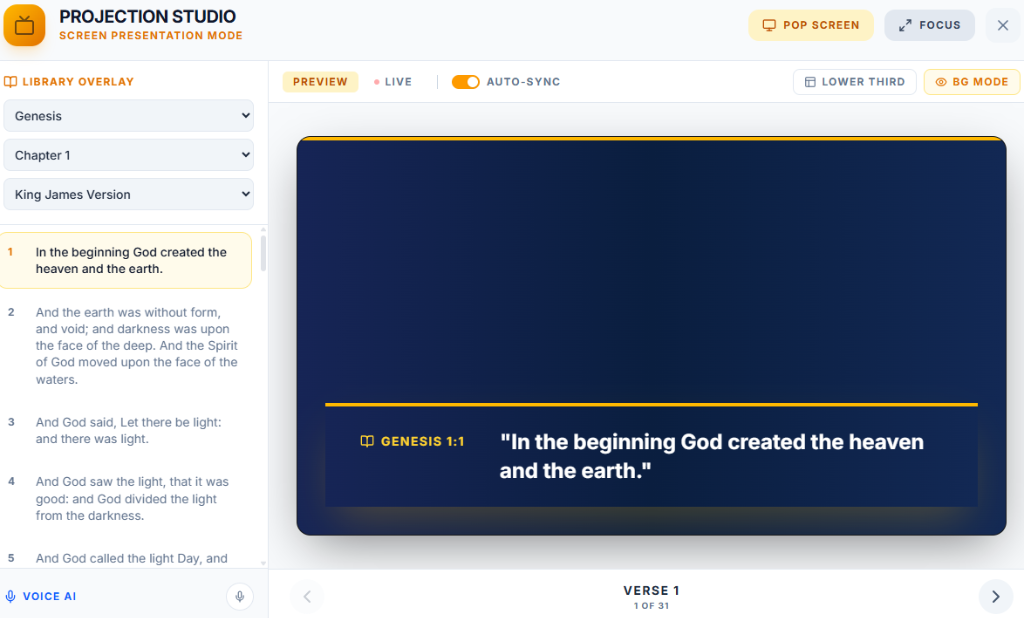 PROJECTION STUDIO
SCREEN PRESENTATION MODE
POP SCREEN
FOCUS
LIBRARY OVERLAY
Genesis
Chapter 1
King James Version
1 In the beginning God created the
heaven and the earth.
2 And the earth was without form,
and void; and darkness was upon
the face of the deep. And the Spirit
of God moved upon the face of the
waters.
3 And God said, Let there be light:
and there was light.
4 And God saw the light, that it was
good: and God divided the light
from the darkness.
5 And God called the light Day, and
VOICE AI
PREVIEW
LIVE
AUTO-SYNC
LOWER THIRD
BG MODE
GENESIS 1:1
"In the beginning God created the heaven
and the earth."
VERSE 1
1 OF 31